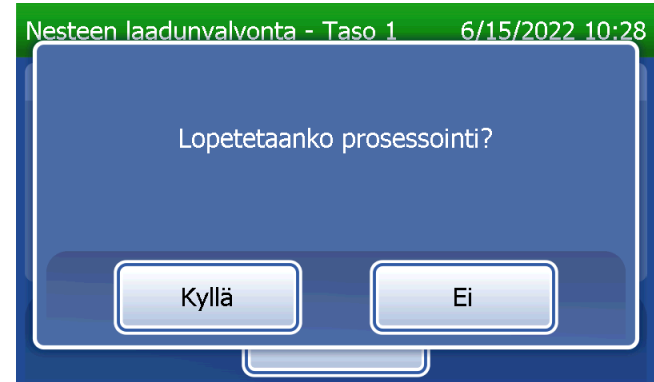 Nesteen laadunvalvonta - Taso 1 6/15/2022 10:28
Lopetetaanko prosessointi?
Kyllä Ei